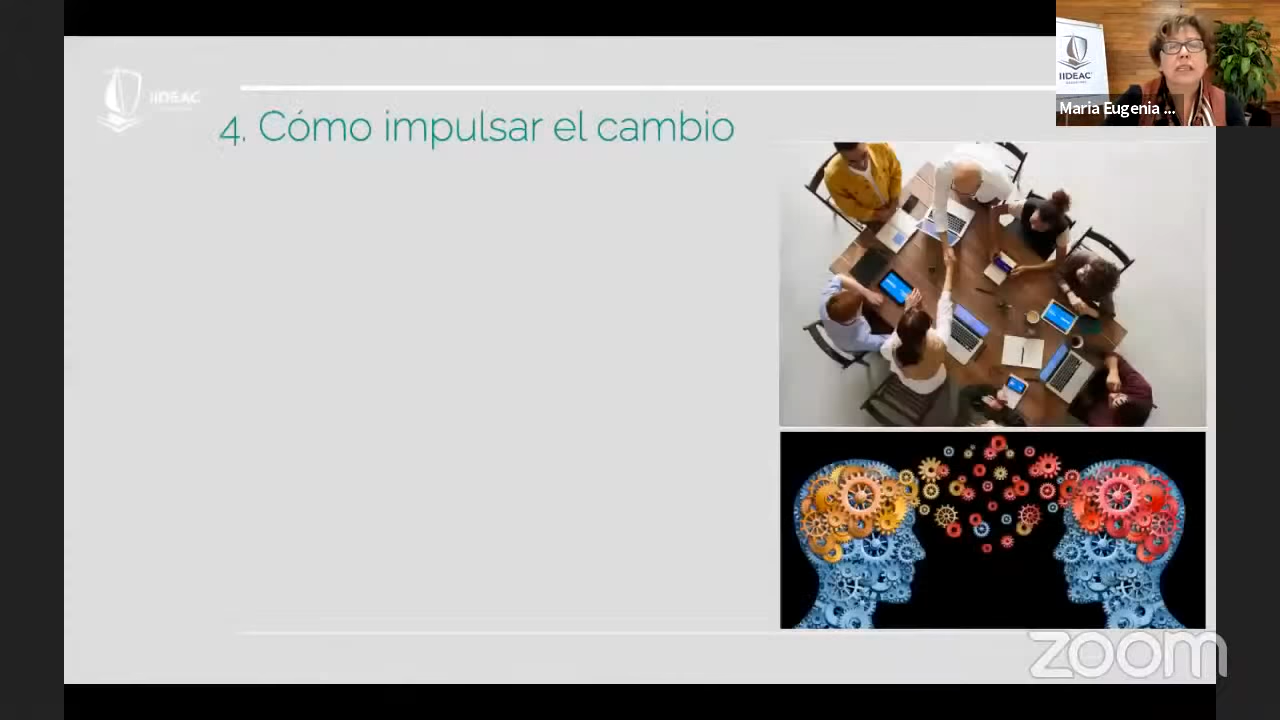 IIDEAC
4. Cómo impulsar el cambio
IIDEAC
Maria Eugenia ...
zoom